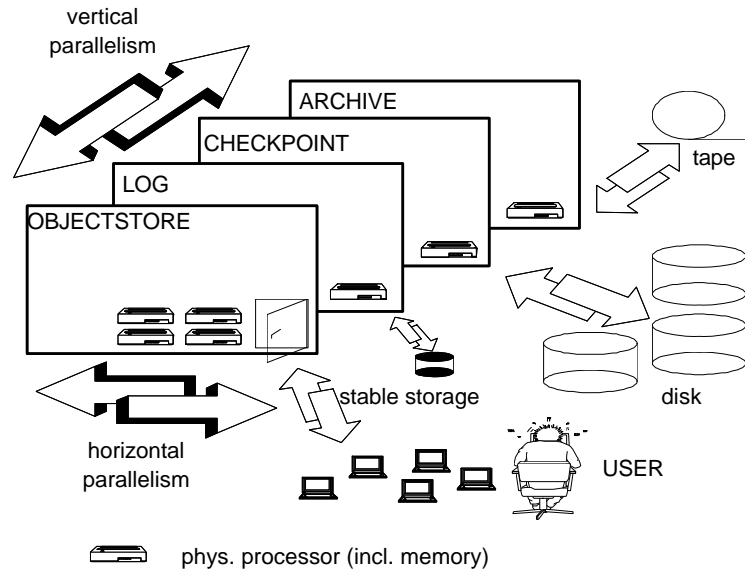 vertical
parallelism
ARCHIVE
CHECKPOINT
LOG
OBJECTSTORE
tape
stable storage
disk
horizontal
parallelism
USER
phys. processor (incl. memory)